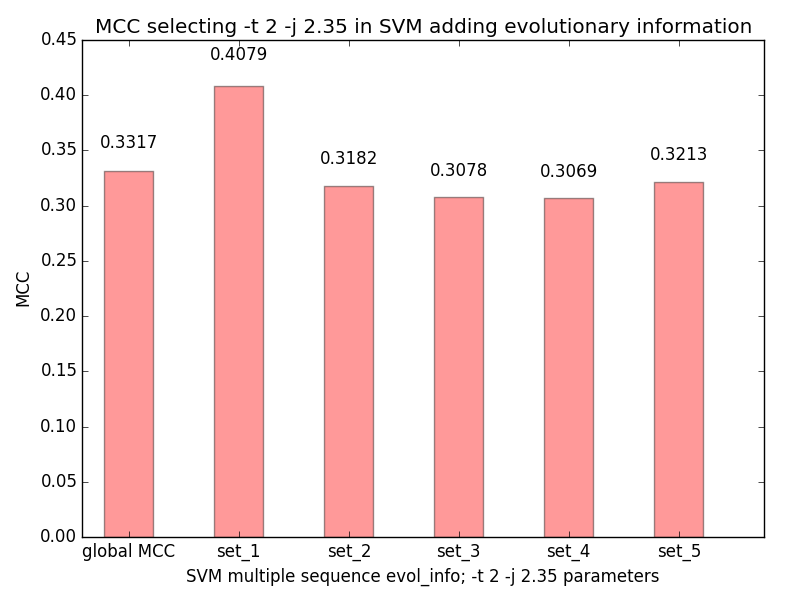 MCC selecting -t 2 -j 2.35 in SVM adding evolutionary information
0.45
0.40
0.35
0.30
0.25
0.20
0.15
0.10
0.05
0.00
MCC
0.3317
0.4079
0.3182
0.3078
0.3069
0.3213
global MCC
set_1
set_2
set_3
set_4
set_5
SVM multiple sequence evol_info; -t 2 -j 2.35 parameters